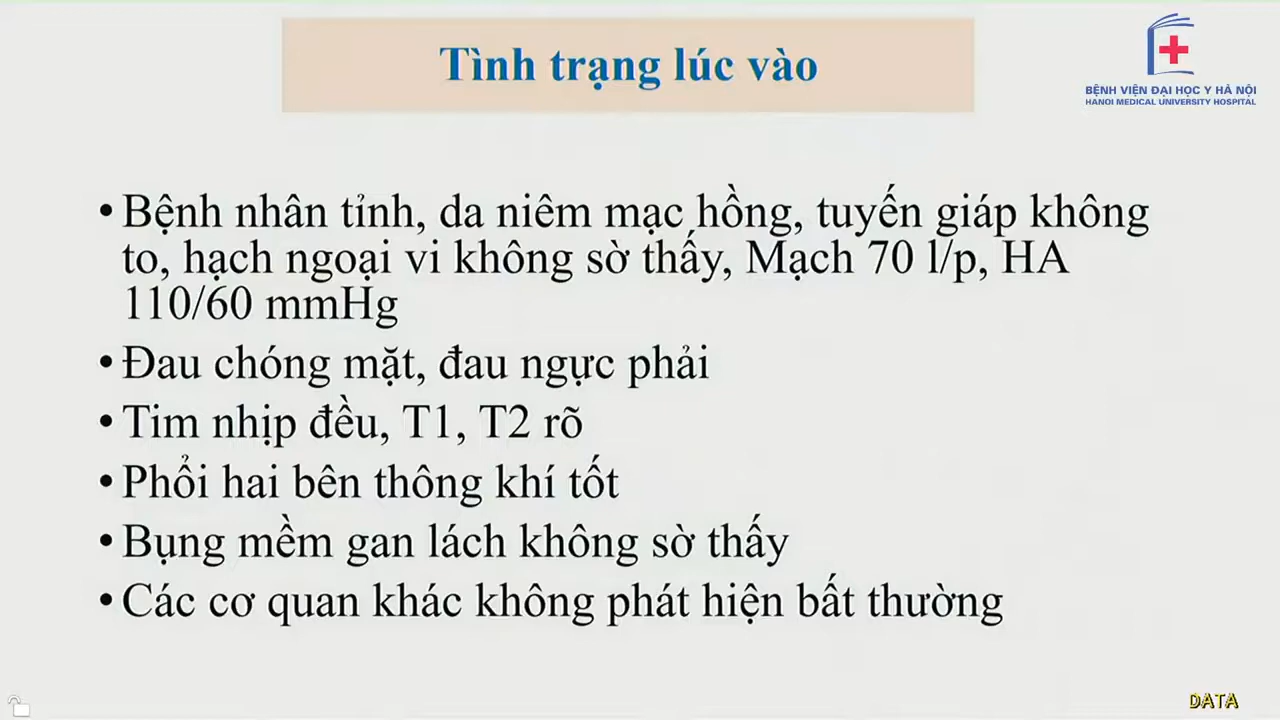 Tình trạng lúc vào
BỆNH VIỆN ĐẠI HỌC Y HÀ NỘI
HANOI MEDICAL UNIVERSITY HOSPITAL
• Bệnh nhân tỉnh, da niêm mạc hồng, tuyến giáp không
to, hạch ngoại vi không sờ thấy, Mạch 70 l/p, HA
110/60 mmHg
• Đau chóng mặt, đau ngực phải
• Tim nhịp đều, T1, T2 rõ
• Phổi hai bên thông khí tốt
• Bụng mềm gan lách không sờ thấy
• Các cơ quan khác không phát hiện bất thường
DATA